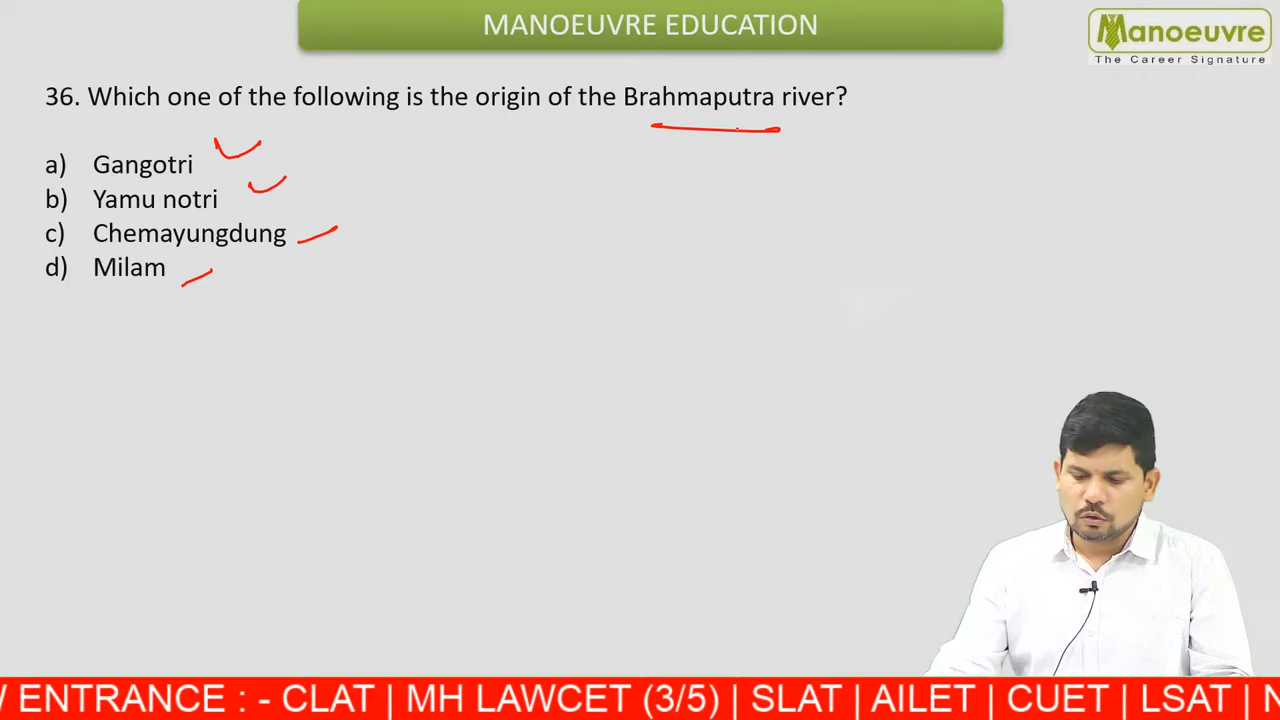 MANOEUVRE EDUCATION
Manoeuvre
The Career Signature
36. Which one of the following is the origin of the Brahmaputra river?
a) Gangotri
b) Yamu notri
c) Chemayungdung
d) Milam
/ ENTRANCE : - CLAT | MH LAWCET (3/5) | SLAT | AILET | CUET | LSAT | N